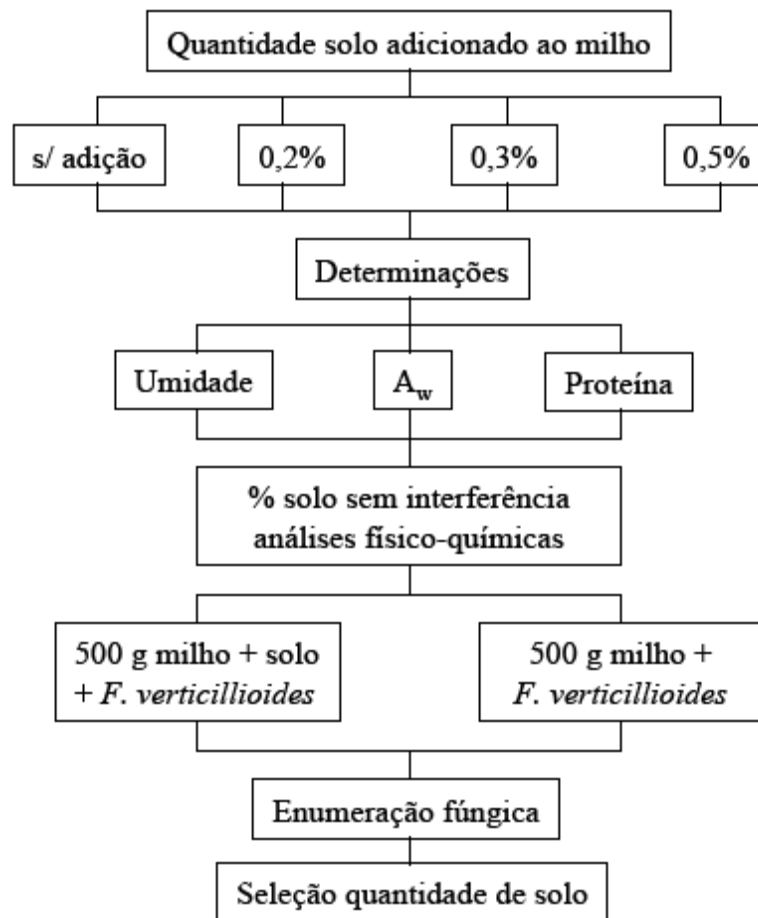 Quantidade solo adicionado ao milho
s/ adição
0,2%
0,3%
0,5%
Determinações
Umidade
Aw
Proteína
% solo sem interferência
análises físico-químicas
500 g milho + solo
+ F. verticillioides
500 g milho +
F. verticillioides
Enumeração fúngica
Seleção quantidade de solo